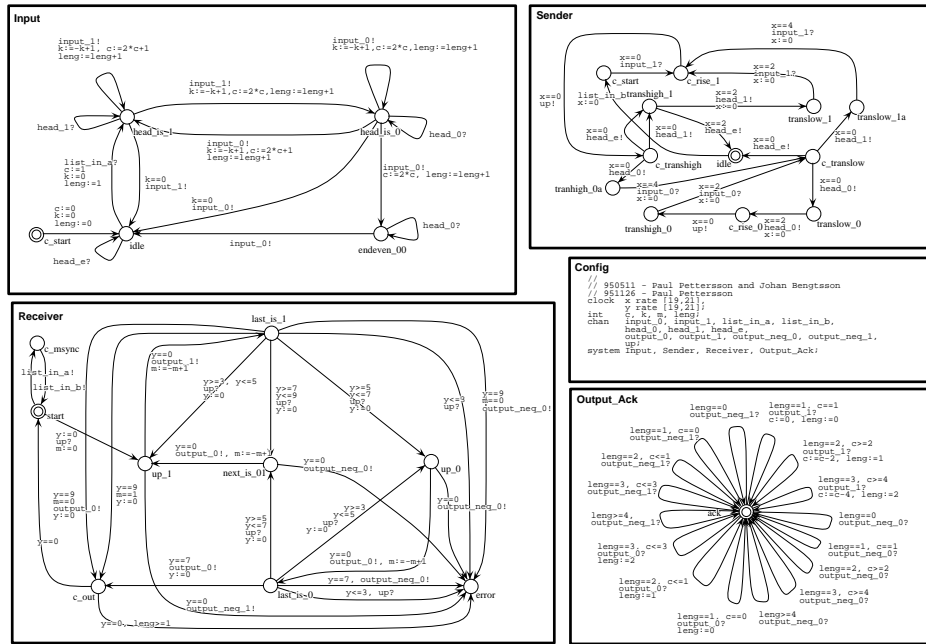 Input
input_1!
k:=-k+1, c:=2*c+1
len:=length+1
input_0!
k:=-k+1,c:=2*c,leng:=length+1
input_1!
k:=-k+1,c:=2*c,leng:=length+1
head_1?
head_is_1
head_is_0
head_0?
input_0!
k:=-k+1,c:=2*c+1
leng:=length+1
list_in_a?
c:=1
k:=0
leng:=1
input_0!
c:=2*c, leng:=length+1
k==0
input_1!
k==0
input_0!
c:=0
k:=0
leng:=0
c_start
idle
head_e?
input_0!
endeven_00
head_0?
Sender
x==4
input_1?
x:=0
x==0
input_1!
c_start
c_rise_1
x==2
input_1?
x:=0
x==0
up!
list_in_b
x:=0
transhigh_1
x==2
head_1!
x:=0
translow_1
translow_1a
x==0
head_e!
x==0
head_1!
x==2
head_e!
x==0
head_e!
x==0
head_1!
c_transhigh
idle
c_translow
x==0
head_0!
tranhigh_0a
x==4
input_0?
x:=0
x==2
input_0?
x:=0
x==0
head_0!
transhigh_0
x==0
up!
c_rise_0
x==2
head_0!
x:=0
translow_0
Config
//
// 950511 - Paul Pettersson and Johan Bengtsson
// 951126 - Paul Pettersson
clock x rate [19,21],
y rate [19,21];
int c, k, m, leng;
chan input_0, input_1, list_in_a, list_in_b,
head_0, head_1, head_e,
output_0, output_1, output_neq_0, output_neq_1,
up;
system Input, Sender, Receiver, Output_Ack;
Receiver
last_is_1
c_msync
list_in_a!
list_in_b!
start
y==0
output_1!
m:=-m+1
y>=3, y<=5
up?
y:=0
y>=7
y<=9
up?
y:=0
y>=5
y<=7
up?
y:=0
y<=3
up?
y==9
m==0
output_neq_0!
y:=0
up?
m:=0
up_1
y==0
output_0!, m:=-m+1
next_is_01
y==0
output_neq_0!
up_0
y==0
output_neq_0!
y==9
m==0
output_0!
y:=0
y==9
m==1
y:=0
y==0
y>=5
y<=7
up?
y:=0
y>=3
y<=5
up?
y:=0
y==7
output_0!
y:=0
y==0
output_0!, m:=-m+1
y==7, output_neq_0!
c_out
last_is_0
y<=3, up?
error
y==0
output_neq_1!
y==0, leng>=1
Output_Ack
leng==0
output_neq_1?
leng==1, c==1
output_1?
c:=0, leng:=0
leng==1, c==0
output_neq_1?
leng==2, c>=2
output_1?
c:=c-2, leng:=1
leng==2, c<=1
output_neq_1?
leng==3, c>=4
output_1?
c:=c-4, leng:=2
leng==3, c<=3
output_neq_1?
ack
leng==0
output_neq_0?
leng>=4,
output_neq_1?
leng==1, c==1
output_neq_0?
leng==3, c<=3
output_0?
leng:=2
leng==2, c>=2
output_neq_0?
leng==2, c<=1
output_0?
leng:=1
leng==3, c>=4
output_neq_0?
leng==1, c==0
output_0?
leng:=0
leng>=4
output_neq_0?